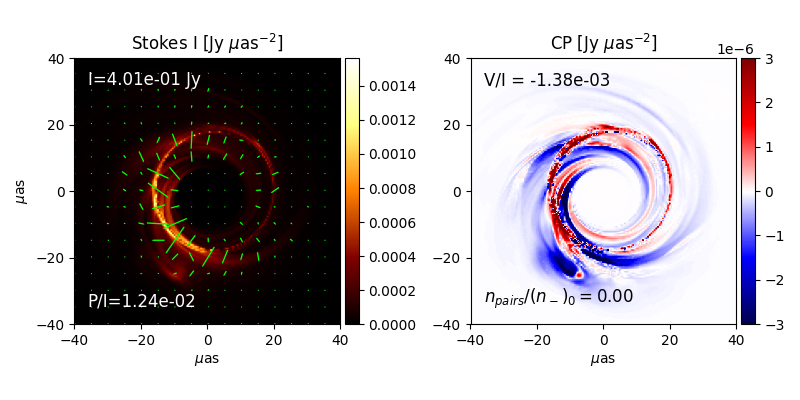 Stokes I [Jy μas⁻²]
I=4.01e-01 Jy
P/I=1.24e-02
40
20
0
−20
−40
μas
−40 −20 0 20 40
μas
0.0014
0.0012
0.0010
0.0008
0.0006
0.0004
0.0002
0.0000
CP [Jy μas⁻²]
1e−6
V/I = -1.38e-03
n_pairs/(n_−)₀ = 0.00
40
20
0
−20
−40
−40 −20 0 20 40
μas
3
2
1
0
−1
−2
−3